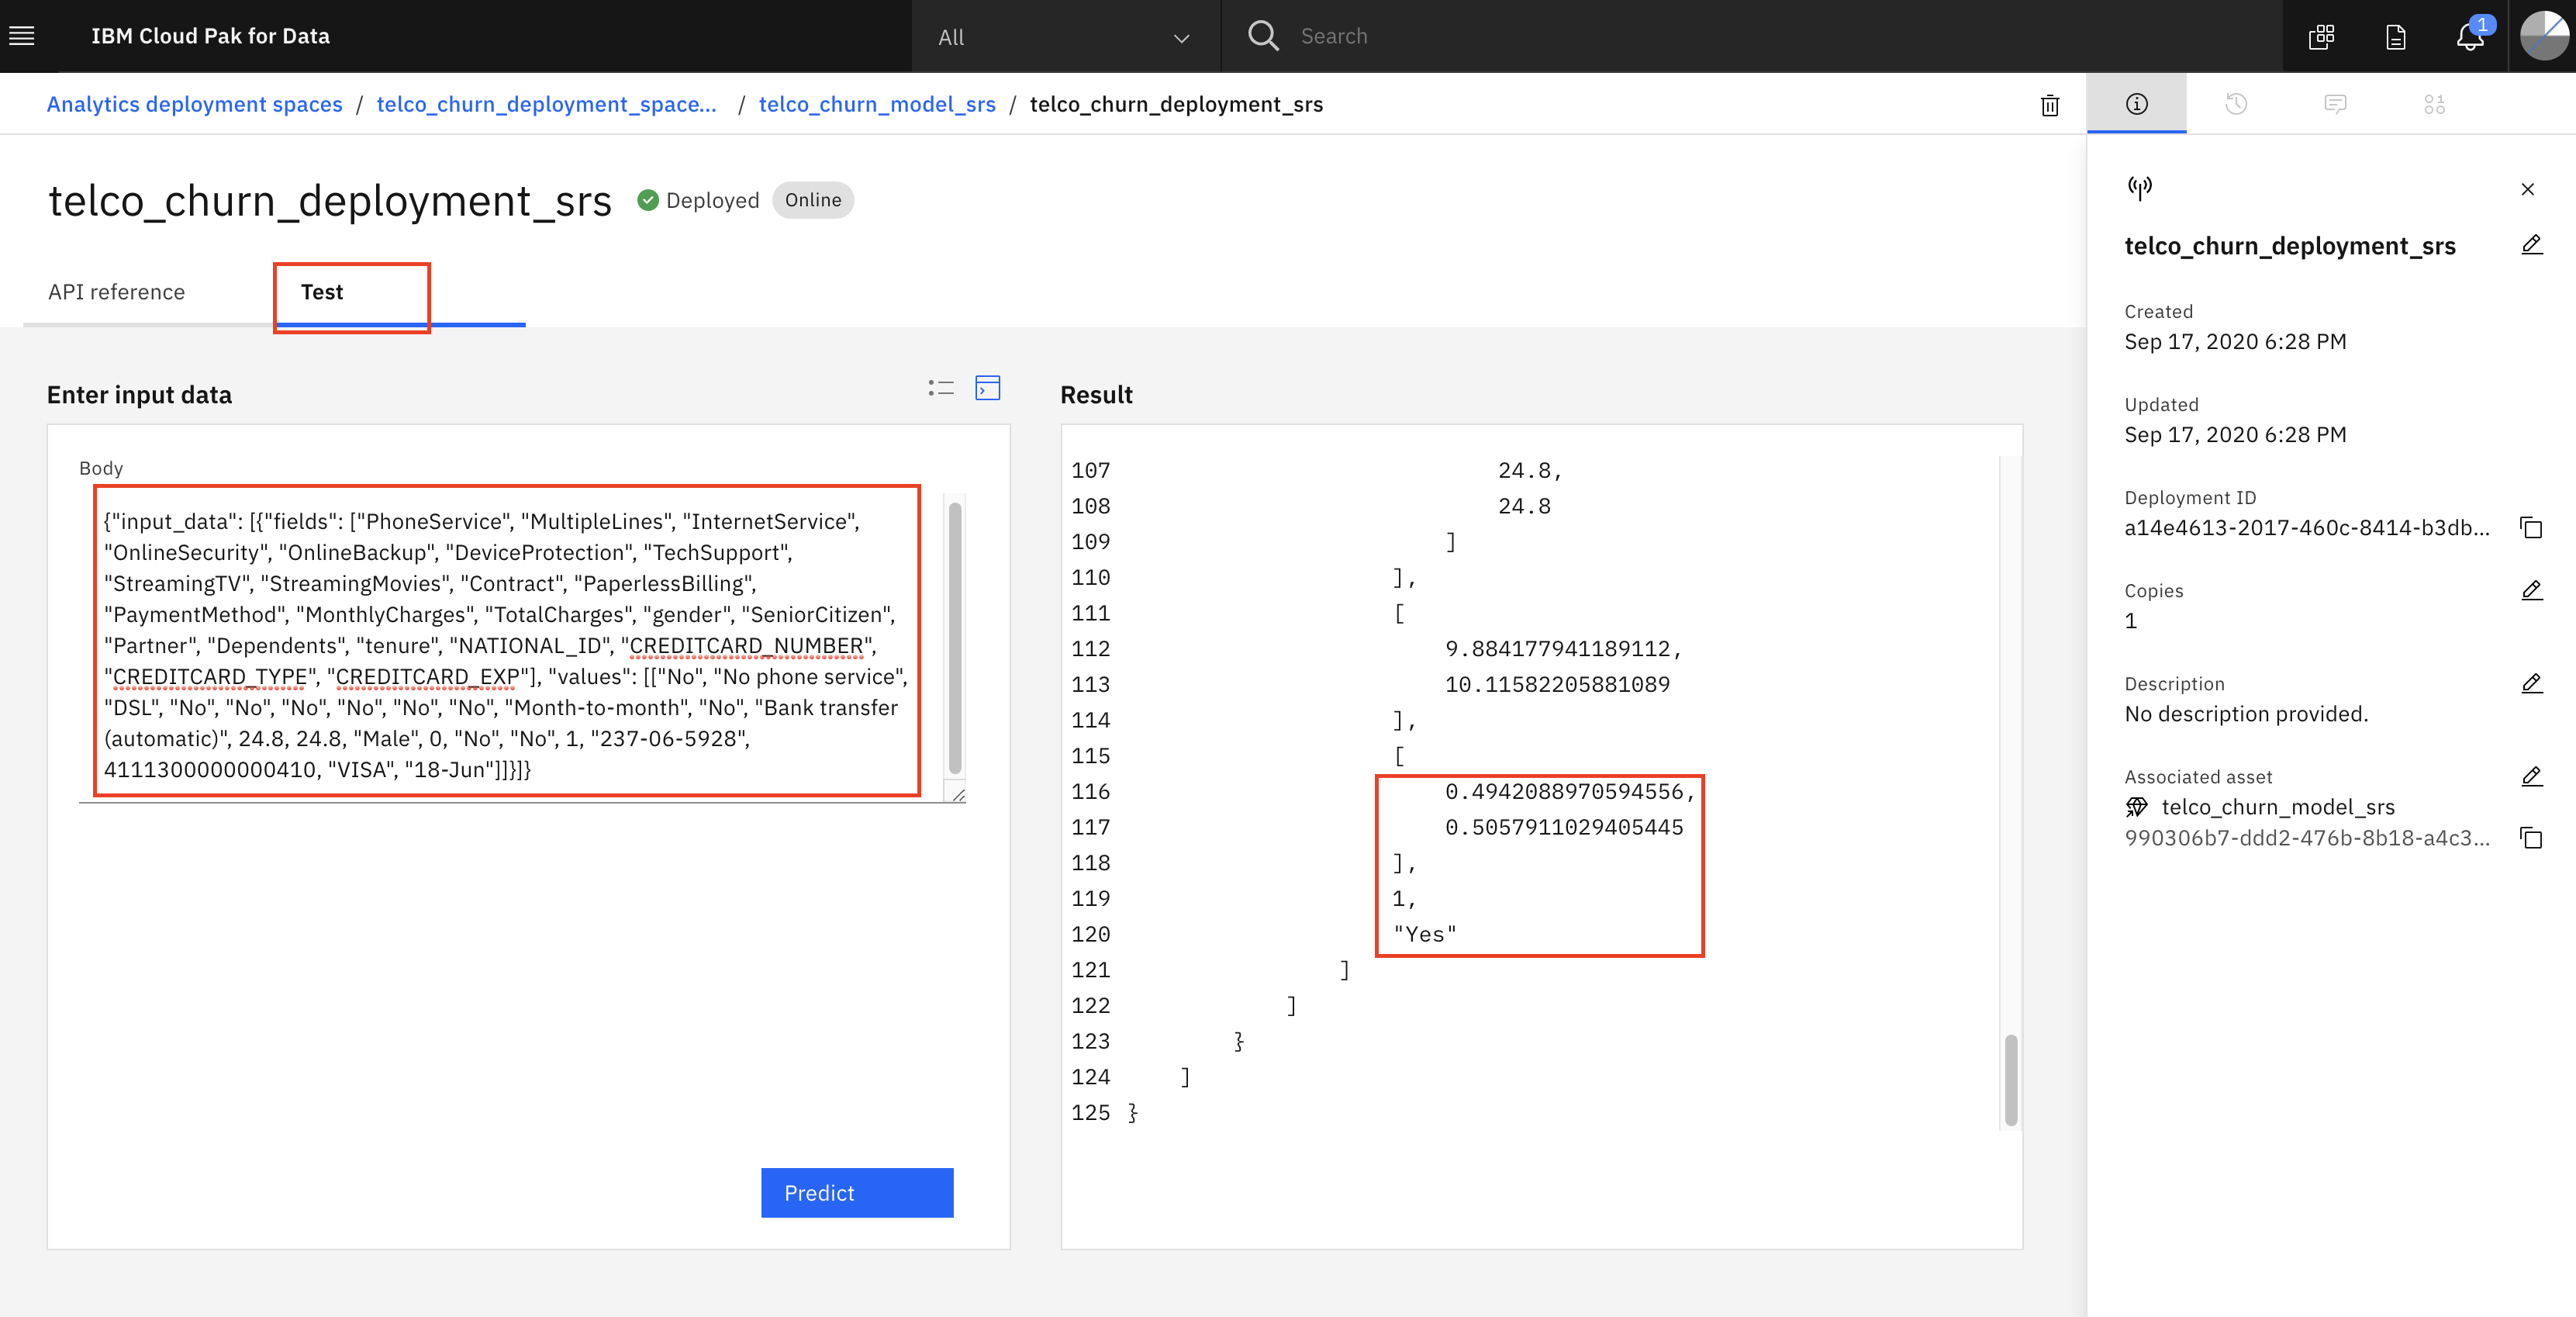 IBM Cloud Pak for Data
All
Search
1
Analytics deployment spaces / telco_churn_deployment_space... / telco_churn_model_srs / telco_churn_deployment_srs
telco_churn_deployment_srs Deployed Online
API reference
Test
Enter input data
Body
{"input_data": [{"fields": ["PhoneService", "MultipleLines", "InternetService",
"OnlineSecurity", "OnlineBackup", "DeviceProtection", "TechSupport",
"StreamingTV", "StreamingMovies", "Contract", "PaperlessBilling",
"PaymentMethod", "MonthlyCharges", "TotalCharges", "gender", "SeniorCitizen",
"Partner", "Dependents", "tenure", "NATIONAL_ID", "CREDITCARD_NUMBER",
"CREDITCARD_TYPE", "CREDITCARD_EXP"], "values": [["No", "No phone service",
"DSL", "No", "No", "No", "No", "No", "No", "Month-to-month", "No", "Bank transfer
(automatic)", 24.8, 24.8, "Male", 0, "No", "No", 1, "237-06-5928",
4111300000000410, "VISA", "18-Jun"]]}]}
Predict
Result
107 24.8,
108 24.8
109 ]
110 ],
111 [
112 9.884177941189112,
113 10.11582205881089
114 ],
115 [
116 0.4942088970594556,
117 0.5057911029405445
118 ],
119 1,
120 "Yes"
121 ]
122 ]
123 }
124 ]
125 }
telco_churn_deployment_srs
Created
Sep 17, 2020 6:28 PM
Updated
Sep 17, 2020 6:28 PM
Deployment ID
a14e4613-2017-460c-8414-b3db...
Copies
1
Description
No description provided.
Associated asset
telco_churn_model_srs
990306b7-ddd2-476b-8b18-a4c3...